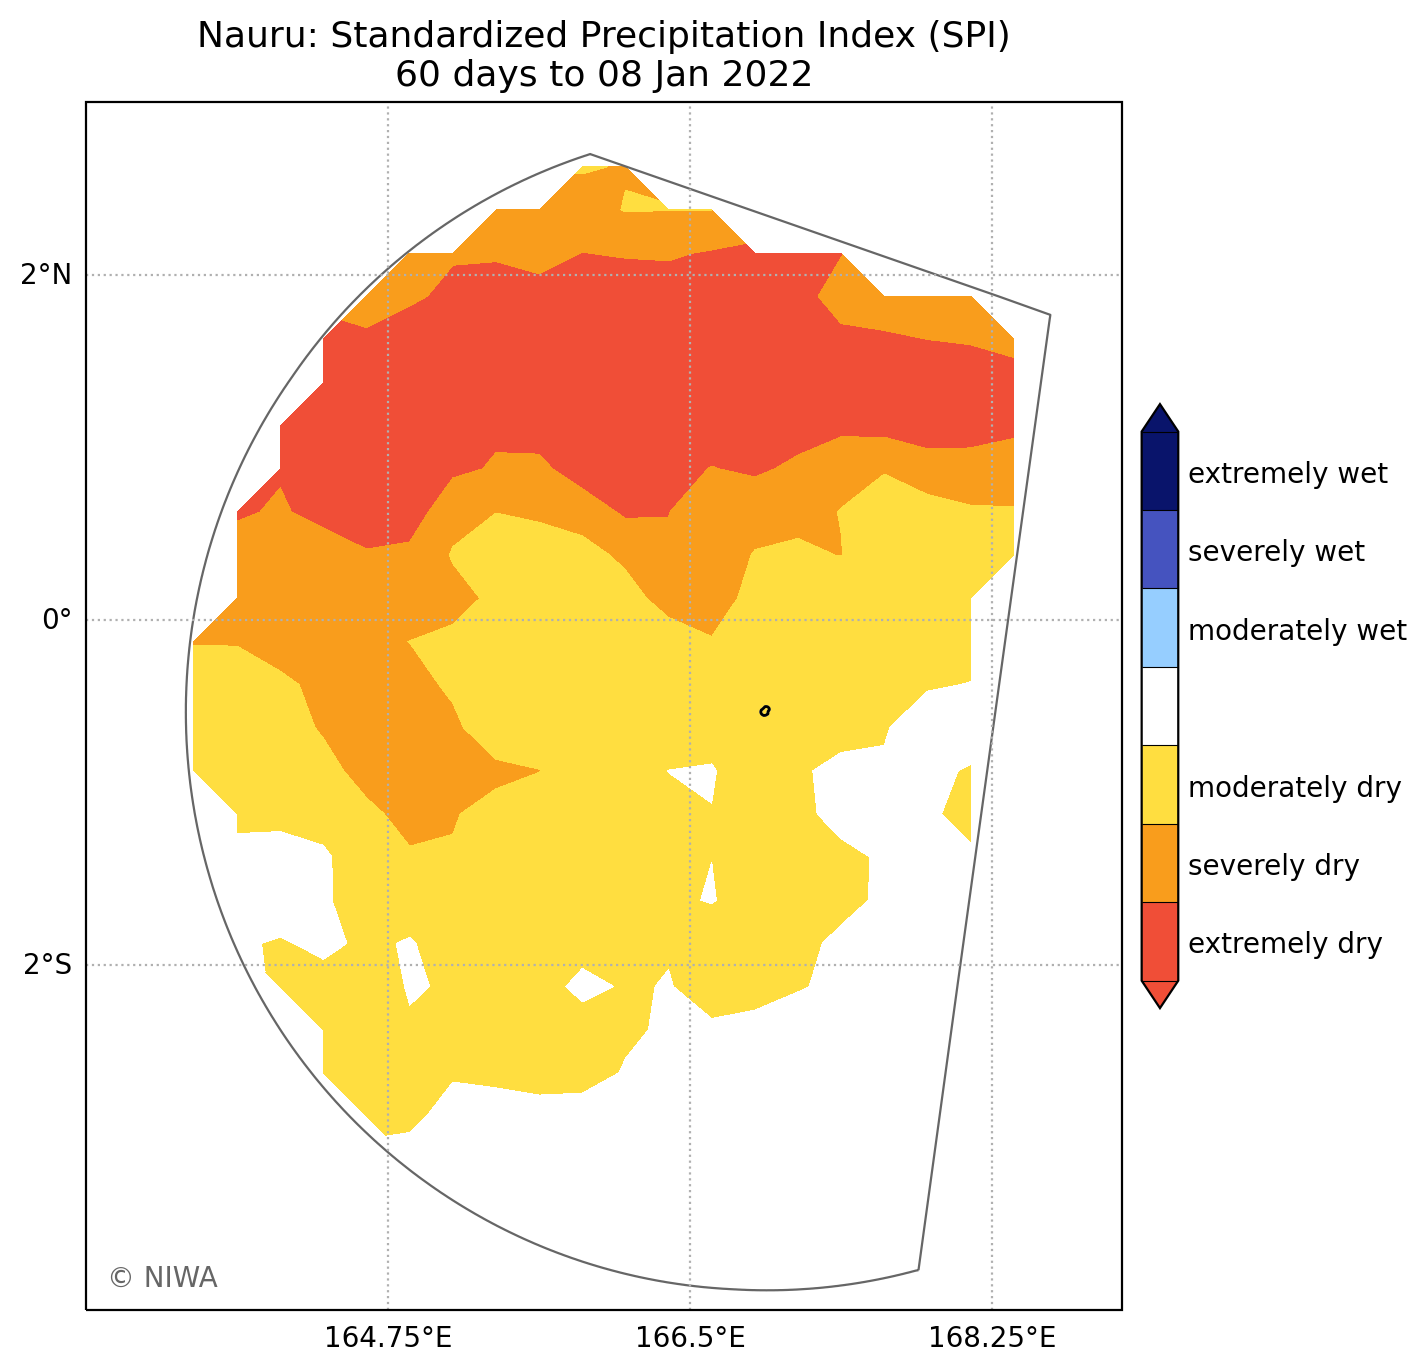 Nauru: Standardized Precipitation Index (SPI)
60 days to 08 Jan 2022
2°N
0°
2°S
164.75°E
166.5°E
168.25°E
extremely wet
severely wet
moderately wet
moderately dry
severely dry
extremely dry
© NIWA